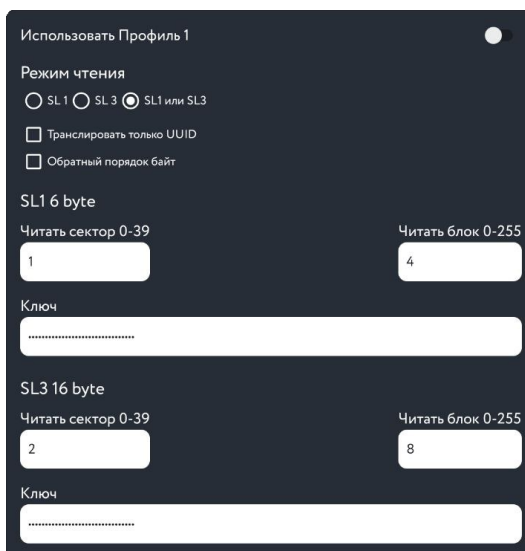 Использовать Профиль 1
Режим чтения
SL 1 SL 3 SL1 или SL3
Транслировать только UUID
Обратный порядок байт
SL1 6 byte
Читать сектор 0-39 Читать блок 0-255
1 4
Ключ
SL3 16 byte
Читать сектор 0-39 Читать блок 0-255
2 8
Ключ